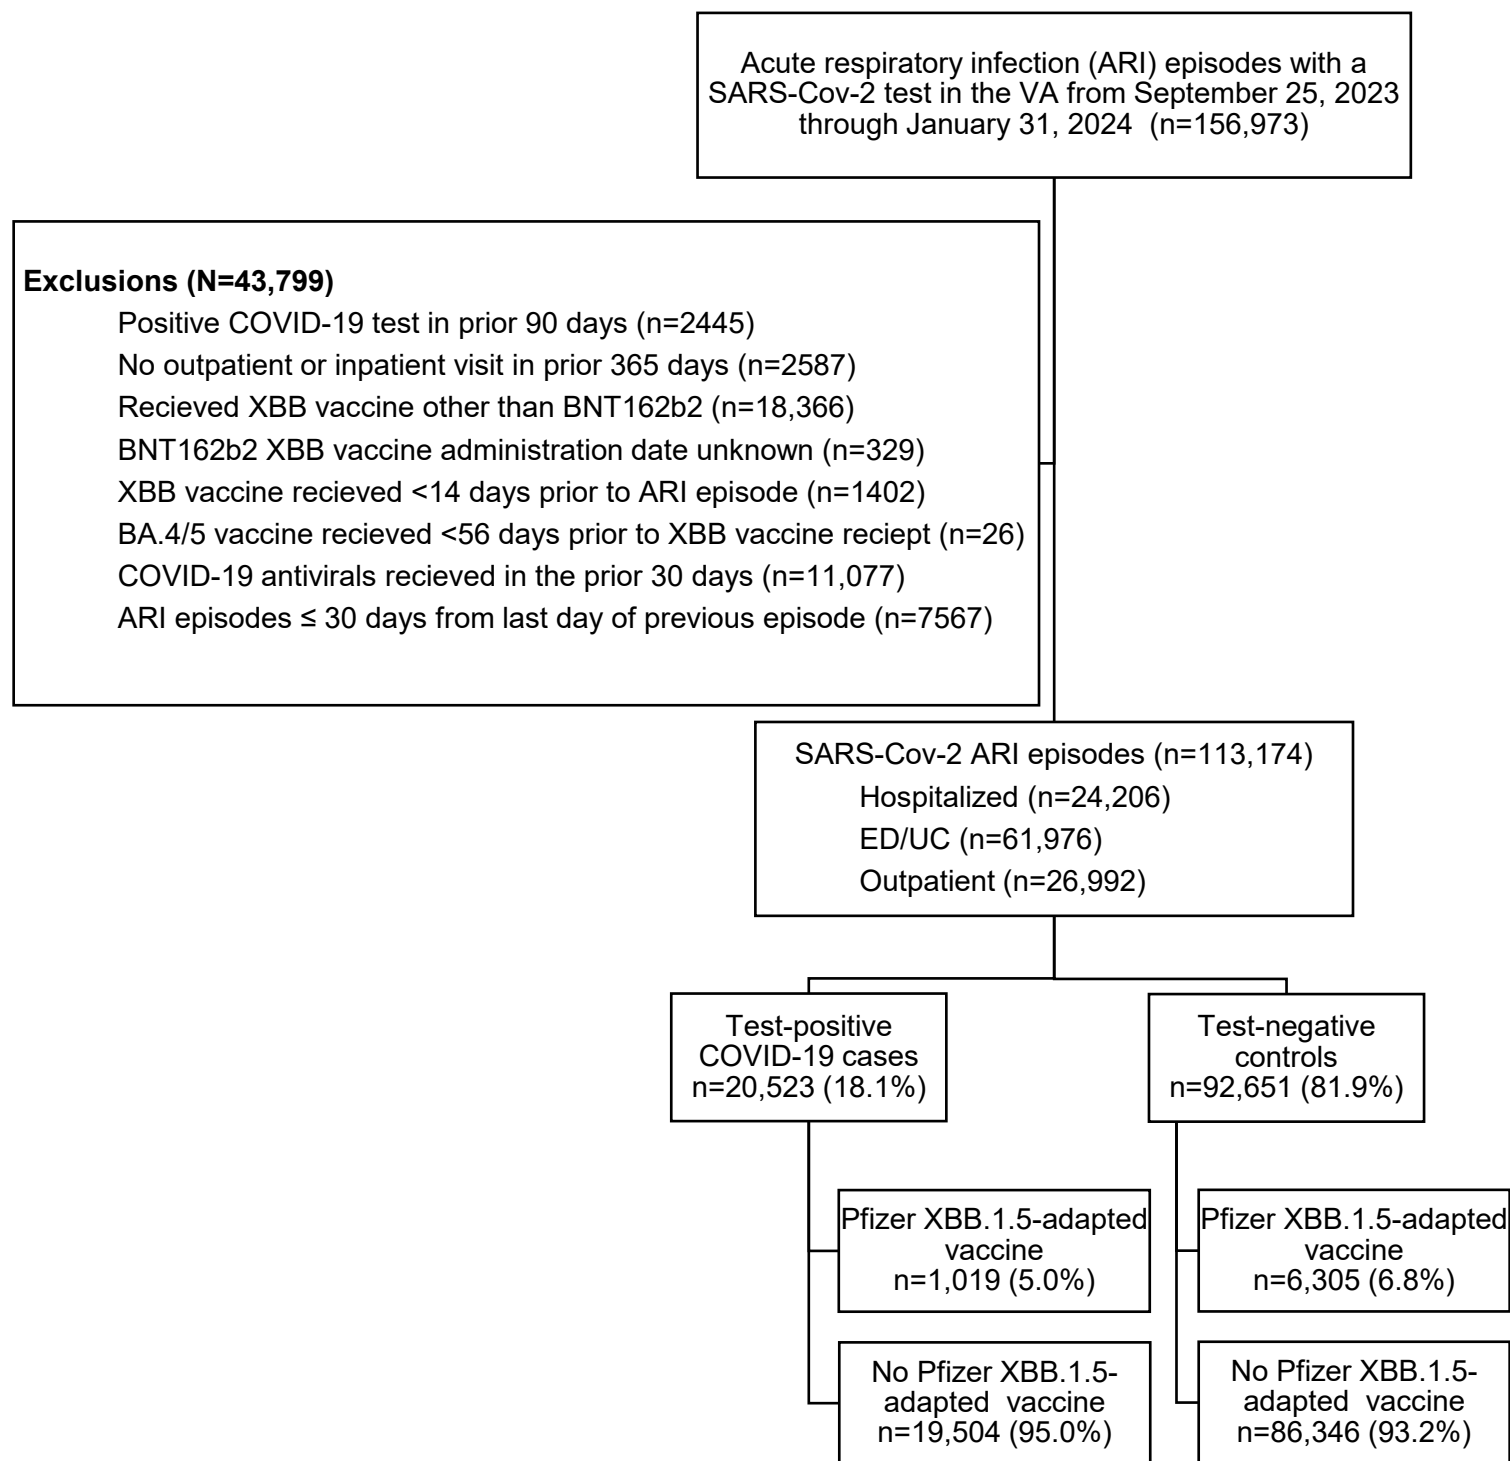 Acute respiratory infection (ARI) episodes with a
SARS-Cov-2 test in the VA from September 25, 2023
through January 31, 2024  (n=156,973)
Exclusions (N=43,799)
Positive COVID-19 test in prior 90 days (n=2445)
No outpatient or inpatient visit in prior 365 days (n=2587)
Recieved XBB vaccine other than BNT162b2 (n=18,366)
BNT162b2 XBB vaccine administration date unknown (n=329)
XBB vaccine recieved <14 days prior to ARI episode (n=1402)
BA.4/5 vaccine recieved <56 days prior to XBB vaccine reciept (n=26)
COVID-19 antivirals recieved in the prior 30 days (n=11,077)
ARI episodes ≤ 30 days from last day of previous episode (n=7567)
SARS-Cov-2 ARI episodes (n=113,174)
Hospitalized (n=24,206)
ED/UC (n=61,976)
Outpatient (n=26,992)
Test-positive
COVID-19 cases
n=20,523 (18.1%)
Test-negative
controls
n=92,651 (81.9%)
Pfizer XBB.1.5-adapted
vaccine
n=1,019 (5.0%)
Pfizer XBB.1.5-adapted
vaccine
n=6,305 (6.8%)
No Pfizer XBB.1.5-
adapted  vaccine
n=19,504 (95.0%)
No Pfizer XBB.1.5-
adapted  vaccine
n=86,346 (93.2%)